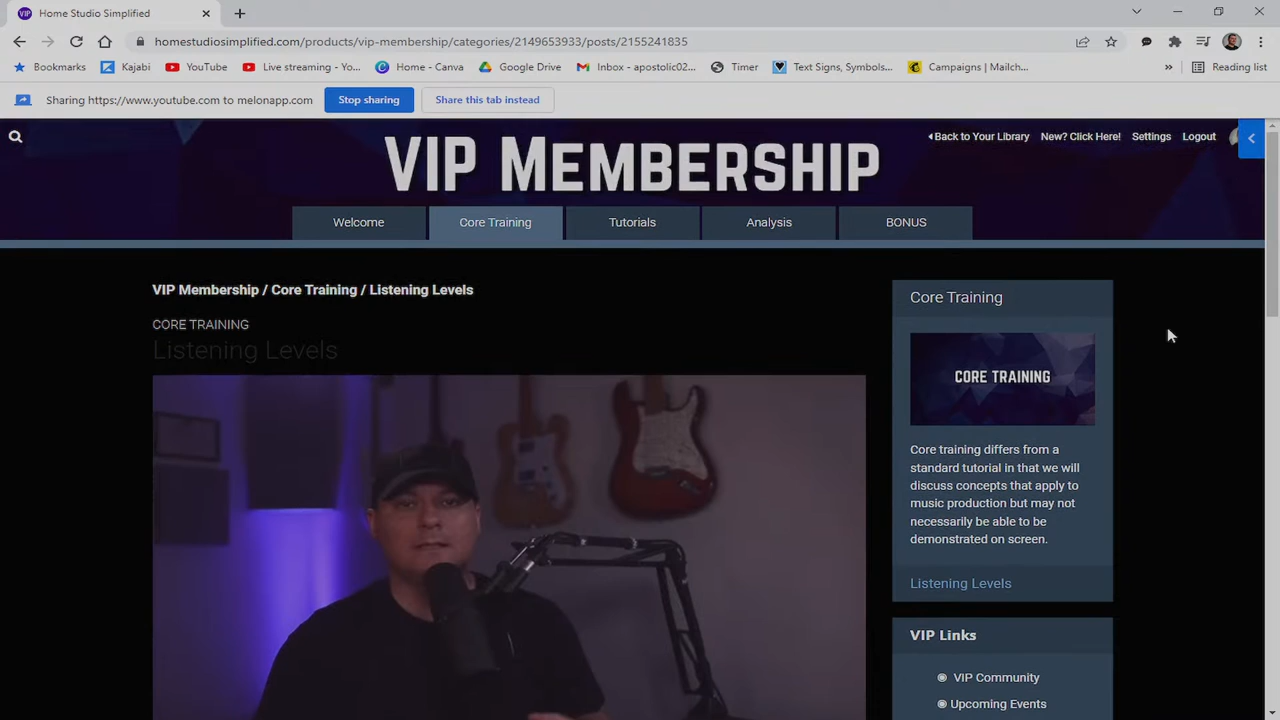 VIP Home Studio Simplified
homestudiosimplified.com/products/vip-membership/categories/2149653933/posts/2155241835
Bookmarks Kajabi YouTube Live streaming - Yo... Home - Canva Google Drive Inbox - apostolic02... Timer Text Signs, Symbols... Campaigns | Mailch... » Reading list
Sharing https://www.youtube.com to melonapp.com Stop sharing Share this tab instead
Back to Your Library New? Click Here! Settings Logout
VIP MEMBERSHIP
Welcome Core Training Tutorials Analysis BONUS
VIP Membership / Core Training / Listening Levels
CORE TRAINING
Listening Levels
Core Training
CORE TRAINING
Core training differs from a
standard tutorial in that we will
discuss concepts that apply to
music production but may not
necessarily be able to be
demonstrated on screen.
Listening Levels
VIP Links
VIP Community
Upcoming Events